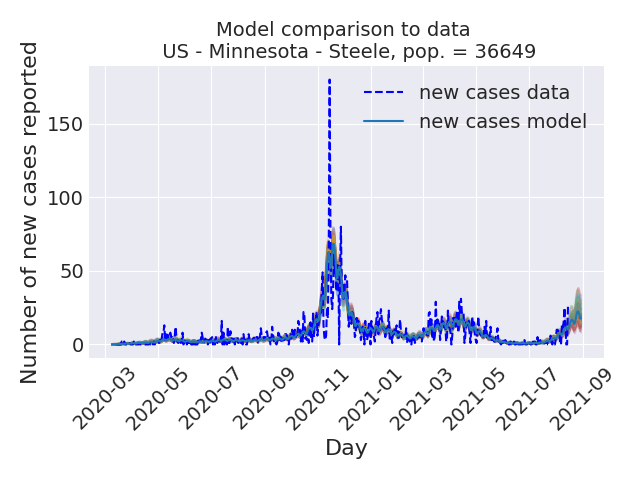 Model comparison to data
US - Minnesota - Steele, pop. = 36649
Number of new cases reported
150
100
50
0
new cases data
new cases model
2020-03
2020-05
2020-07
2020-09
2020-11
2021-01
2021-03
2021-05
2021-07
2021-09
Day